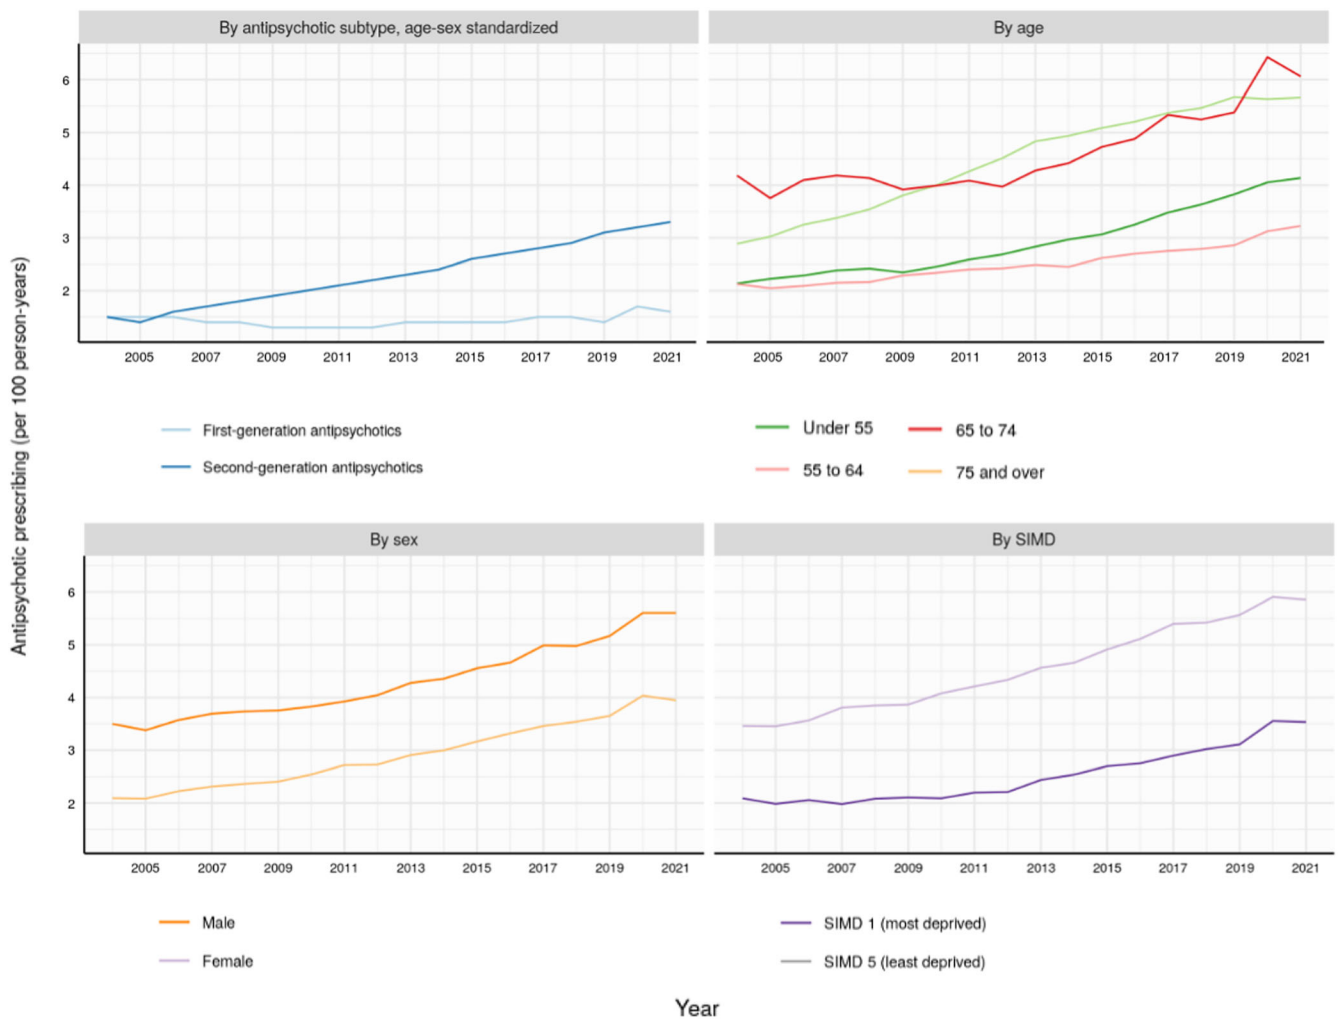 By antipsychotic subtype, age-sex standardized
By age
6
5
4
3
2
2005 2007 2009 2011 2013 2015 2017 2019 2021
2005 2007 2009 2011 2013 2015 2017 2019 2021
First-generation antipsychotics
Second-generation antipsychotics
Under 55
65 to 74
55 to 64
75 and over
Antipsychotic prescribing (per 100 person-years)
By sex
By SIMD
6
5
4
3
2
2005 2007 2009 2011 2013 2015 2017 2019 2021
2005 2007 2009 2011 2013 2015 2017 2019 2021
Male
Female
SIMD 1 (most deprived)
SIMD 5 (least deprived)
Year